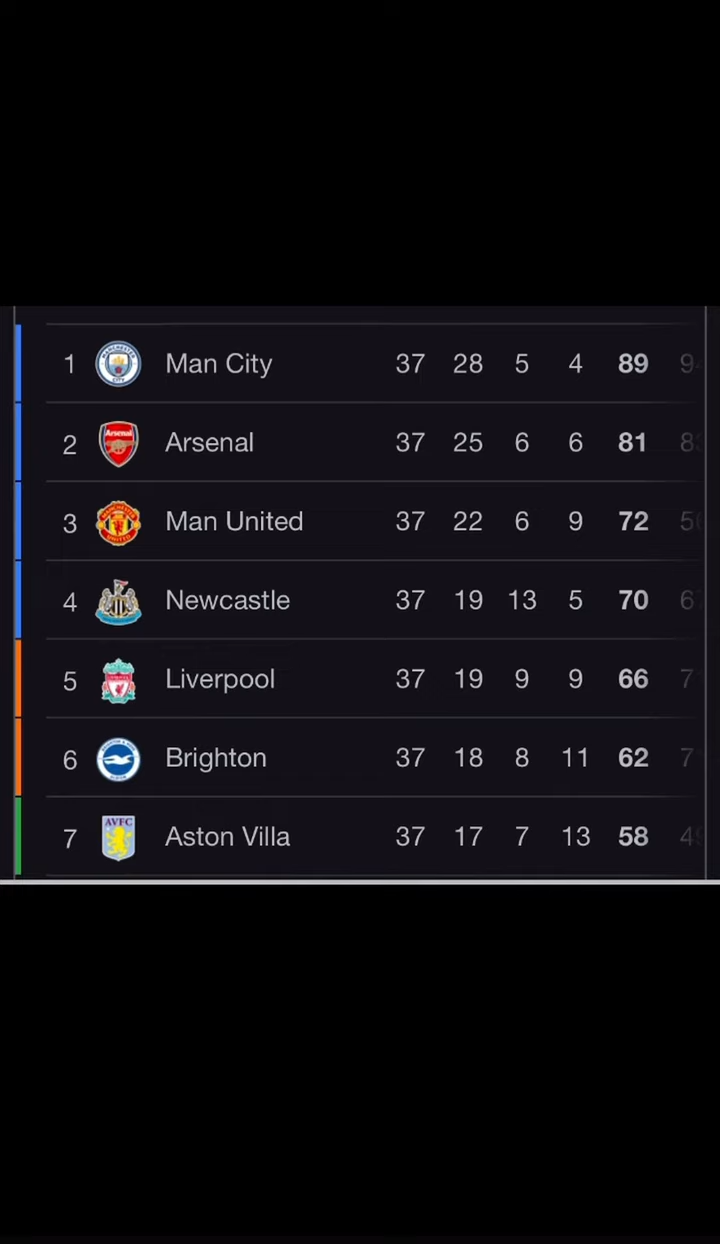 1 Man City 37 28 5 4 89
2 Arsenal 37 25 6 6 81
3 Man United 37 22 6 9 72
4 Newcastle 37 19 13 5 70
5 Liverpool 37 19 9 9 66
6 Brighton 37 18 8 11 62
7 Aston Villa 37 17 7 13 58